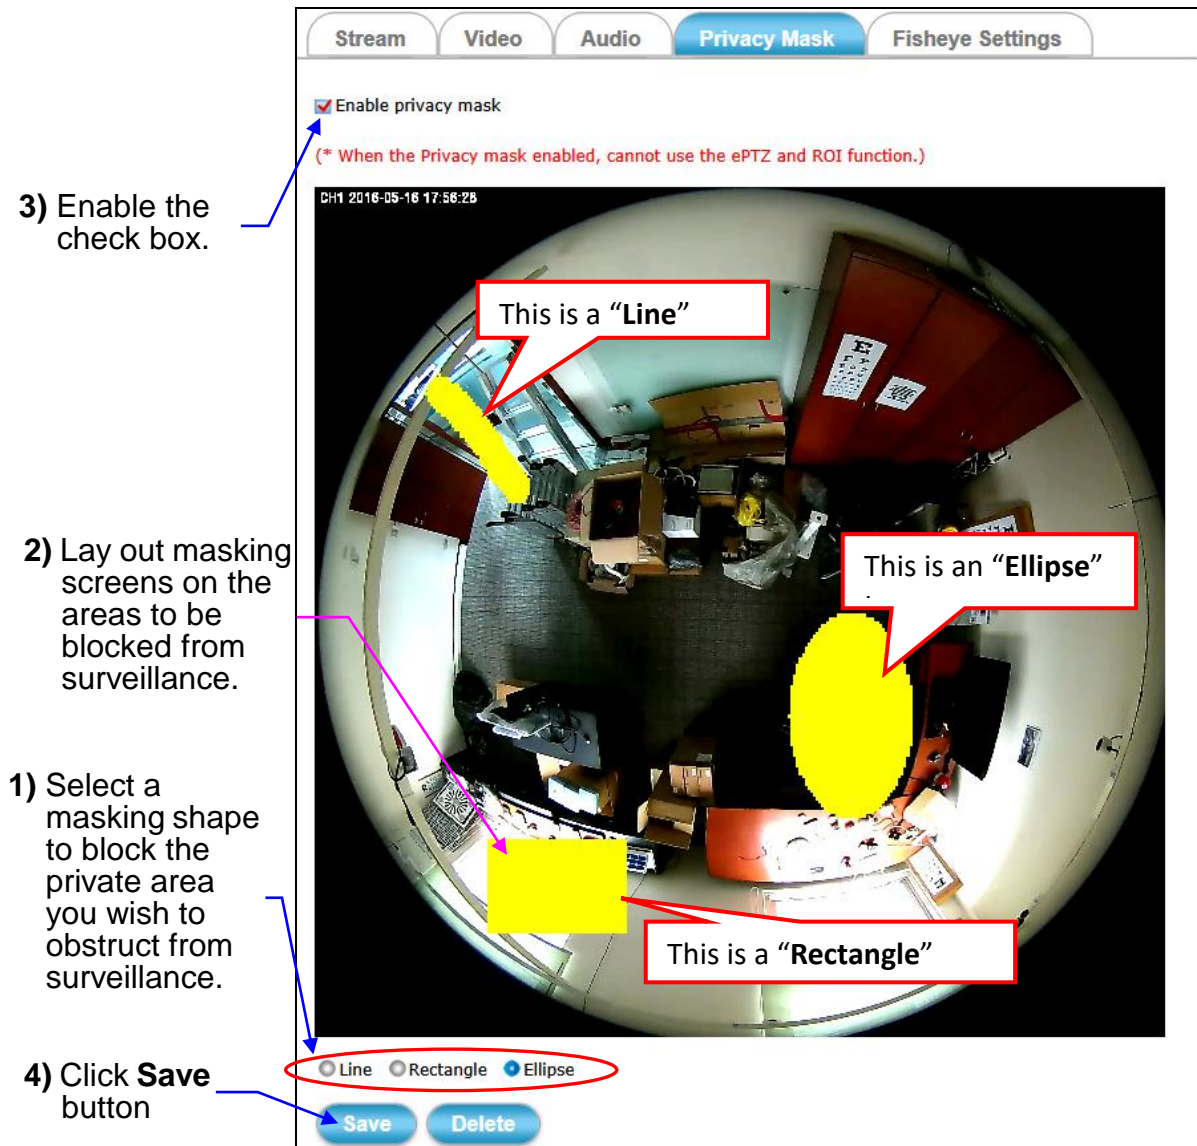 Stream Video Audio Privacy Mask Fisheye Settings
Enable privacy mask
(* When the Privacy mask enabled, cannot use the ePTZ and ROI function.)
CH1 2016-05-16 17:56:28
3) Enable the
check box.
This is a “Line”
E
2) Lay out masking
screens on the
areas to be
blocked from
surveillance.
This is an “Ellipse”
1) Select a
masking shape
to block the
private area
you wish to
obstruct from
surveillance.
This is a “Rectangle”
Line Rectangle Ellipse
4) Click Save
button
Save Delete